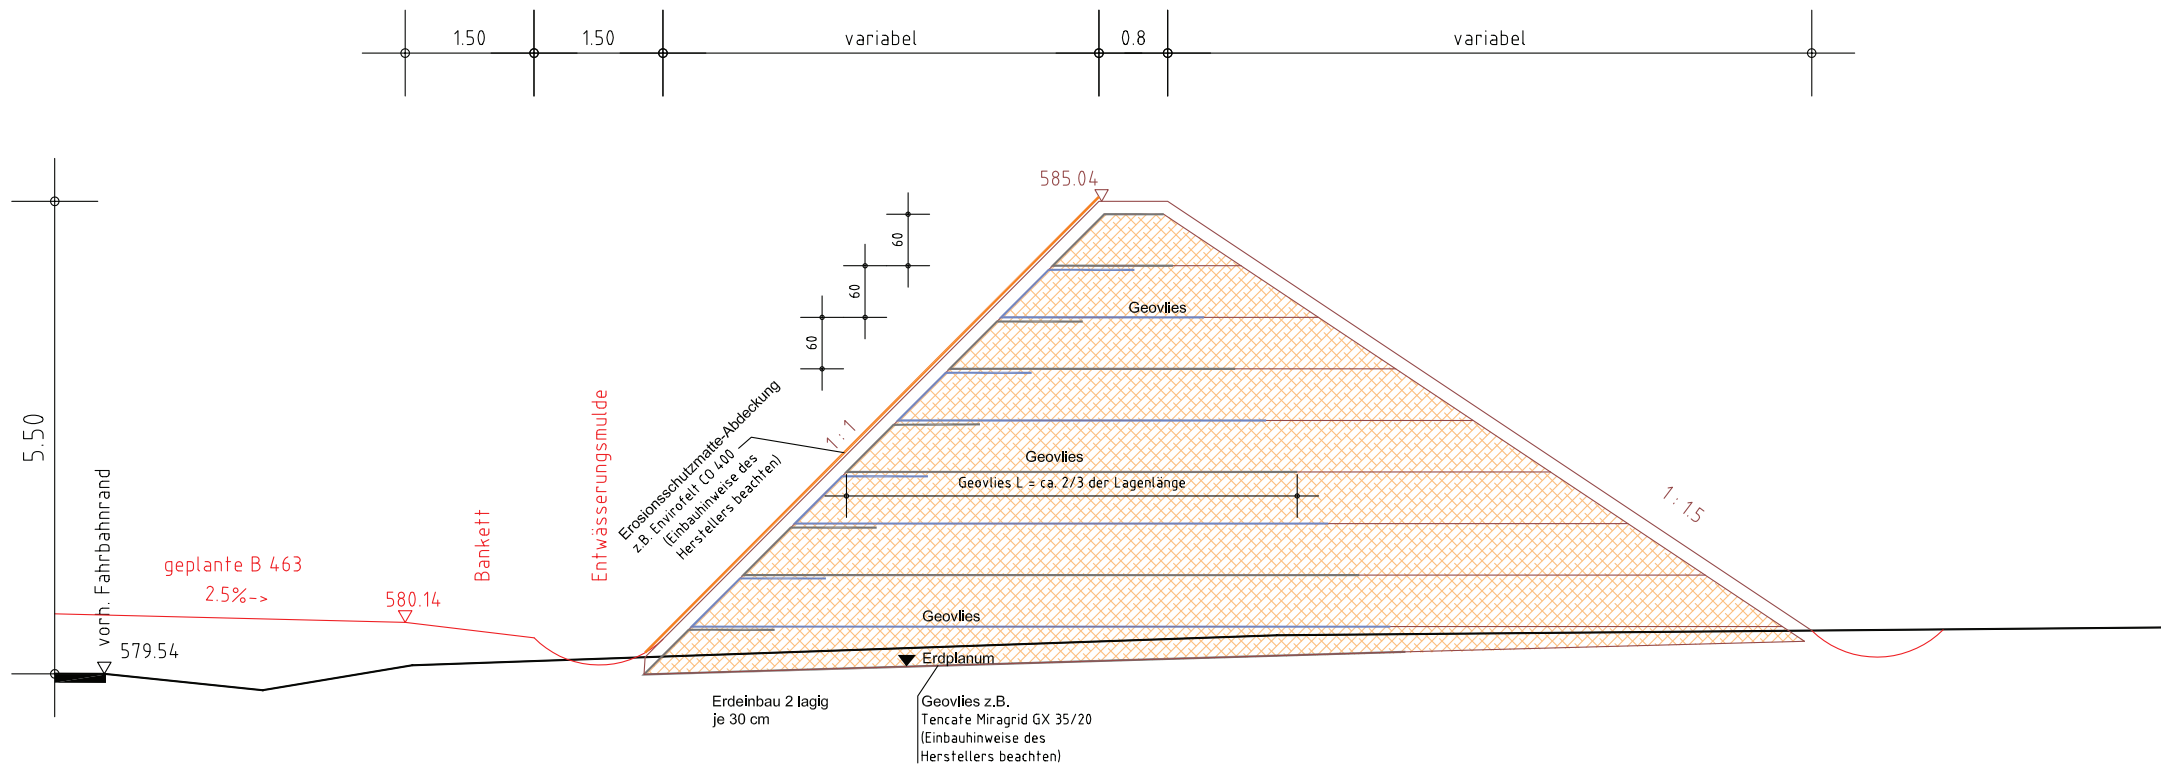 1.50
1.50
variabel
0.8
variabel
585.04
60
60
60
Geovlies
5.50
vorh. Fahrbahnrand
geplante B 463
2.5%->
580.14
579.54
Bankett
Entwässerungsmulde
Erosionsschutzmatte-Abdeckung
z.B. Envirofelt CO 400
(Einbauhinweise des
Herstellers beachten)
1 : 1
Geovlies
Geovlies L = ca. 2/3 der Lagenlänge
1 : 1.5
Geovlies
Erdplanum
Erdeinbau 2 lagig
je 30 cm
Geovlies z.B.
Tencate Miragrid GX 35/20
(Einbauhinweise des
Herstellers beachten)